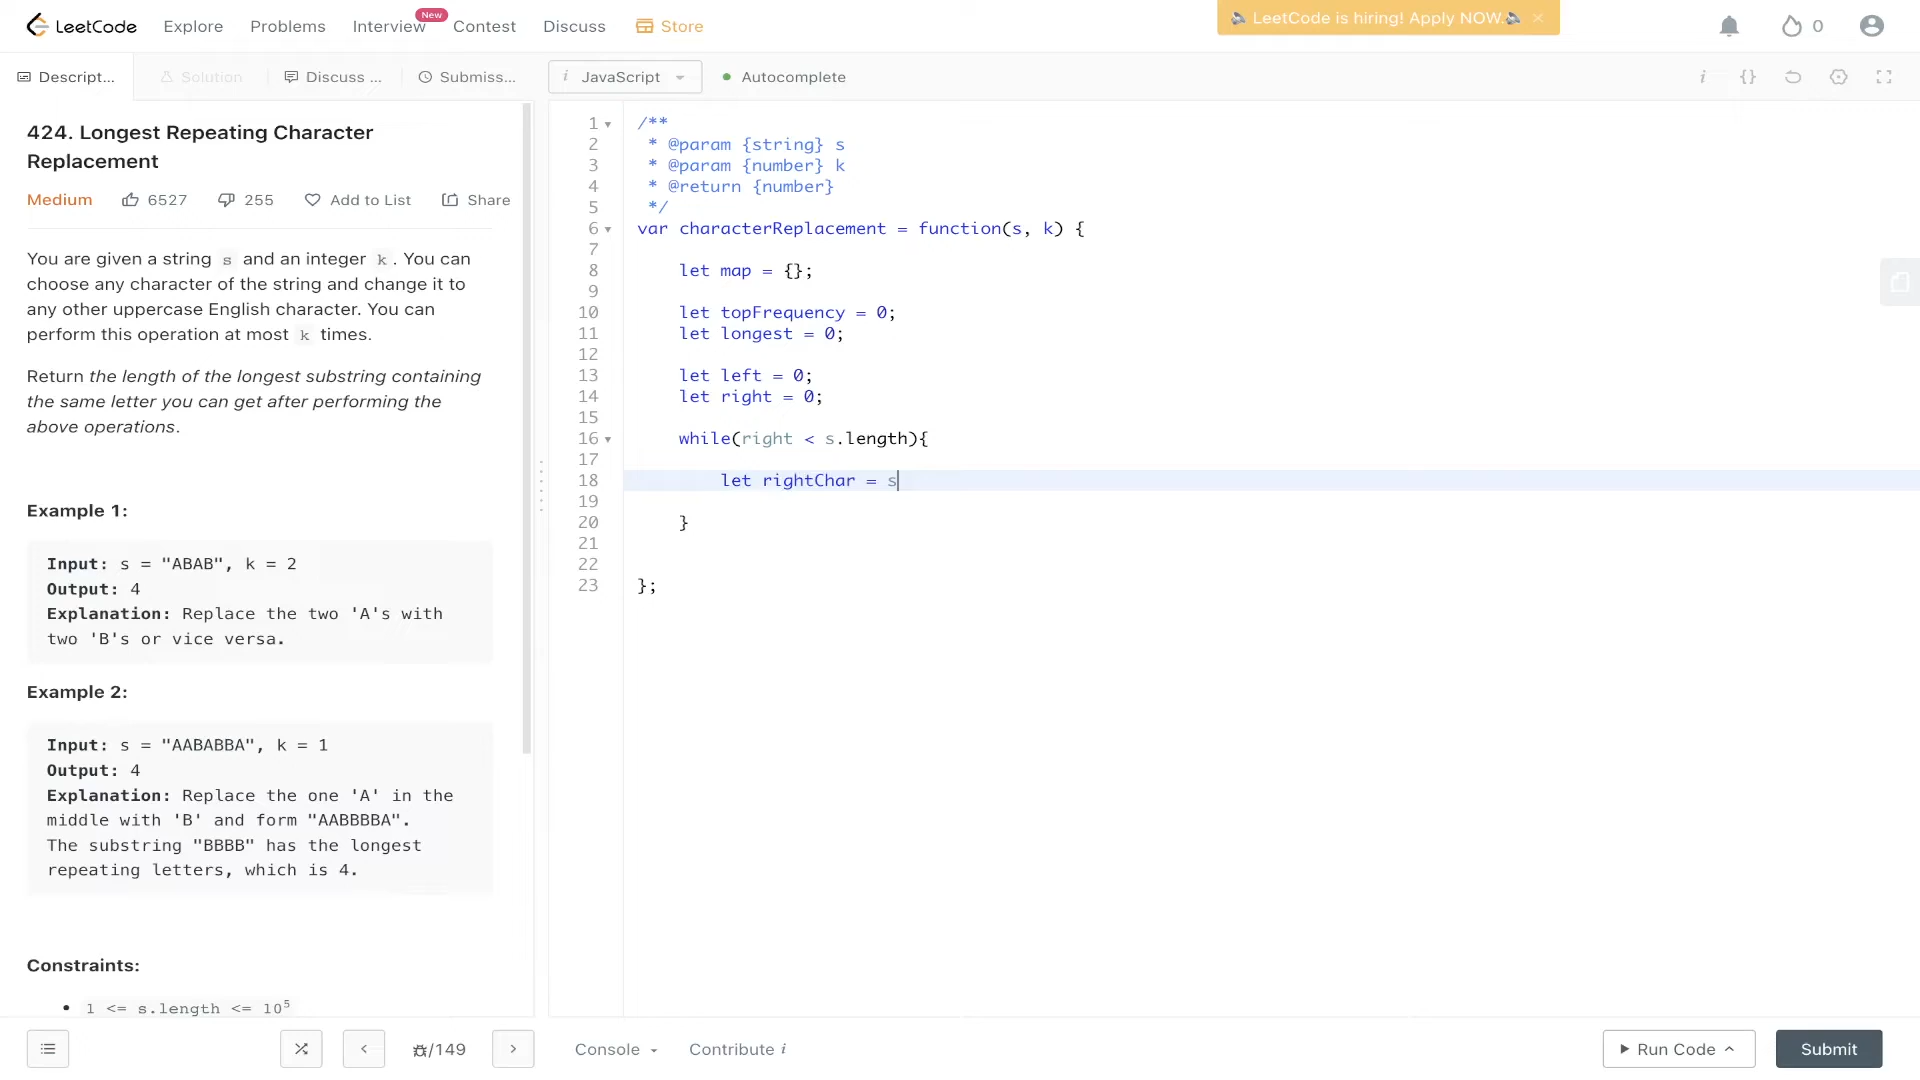 LeetCode Explore Problems Interview New Contest Discuss Store LeetCode is hiring! Apply NOW. 0
Descript... Solution Discuss ... Submiss... i JavaScript Autocomplete i {}
424. Longest Repeating Character
Replacement
Medium 6527 255 Add to List Share
You are given a string s and an integer k. You can
choose any character of the string and change it to
any other uppercase English character. You can
perform this operation at most k times.
Return the length of the longest substring containing
the same letter you can get after performing the
above operations.
Example 1:
Input: s = "ABAB", k = 2
Output: 4
Explanation: Replace the two 'A's with
two 'B's or vice versa.
Example 2:
Input: s = "AABABBA", k = 1
Output: 4
Explanation: Replace the one 'A' in the
middle with 'B' and form "AABBBBA".
The substring "BBBB" has the longest
repeating letters, which is 4.
Constraints:
• 1 <= s.length <= 10⁵
1 /**
2 * @param {string} s
3 * @param {number} k
4 * @return {number}
5 */
6 var characterReplacement = function(s, k) {
7
8 let map = {};
9
10 let topFrequency = 0;
11 let longest = 0;
12
13 let left = 0;
14 let right = 0;
15
16 while(right < s.length){
17
18 let rightChar = s
19
20 }
21
22
23 };
/149 Console Contribute i Run Code Submit